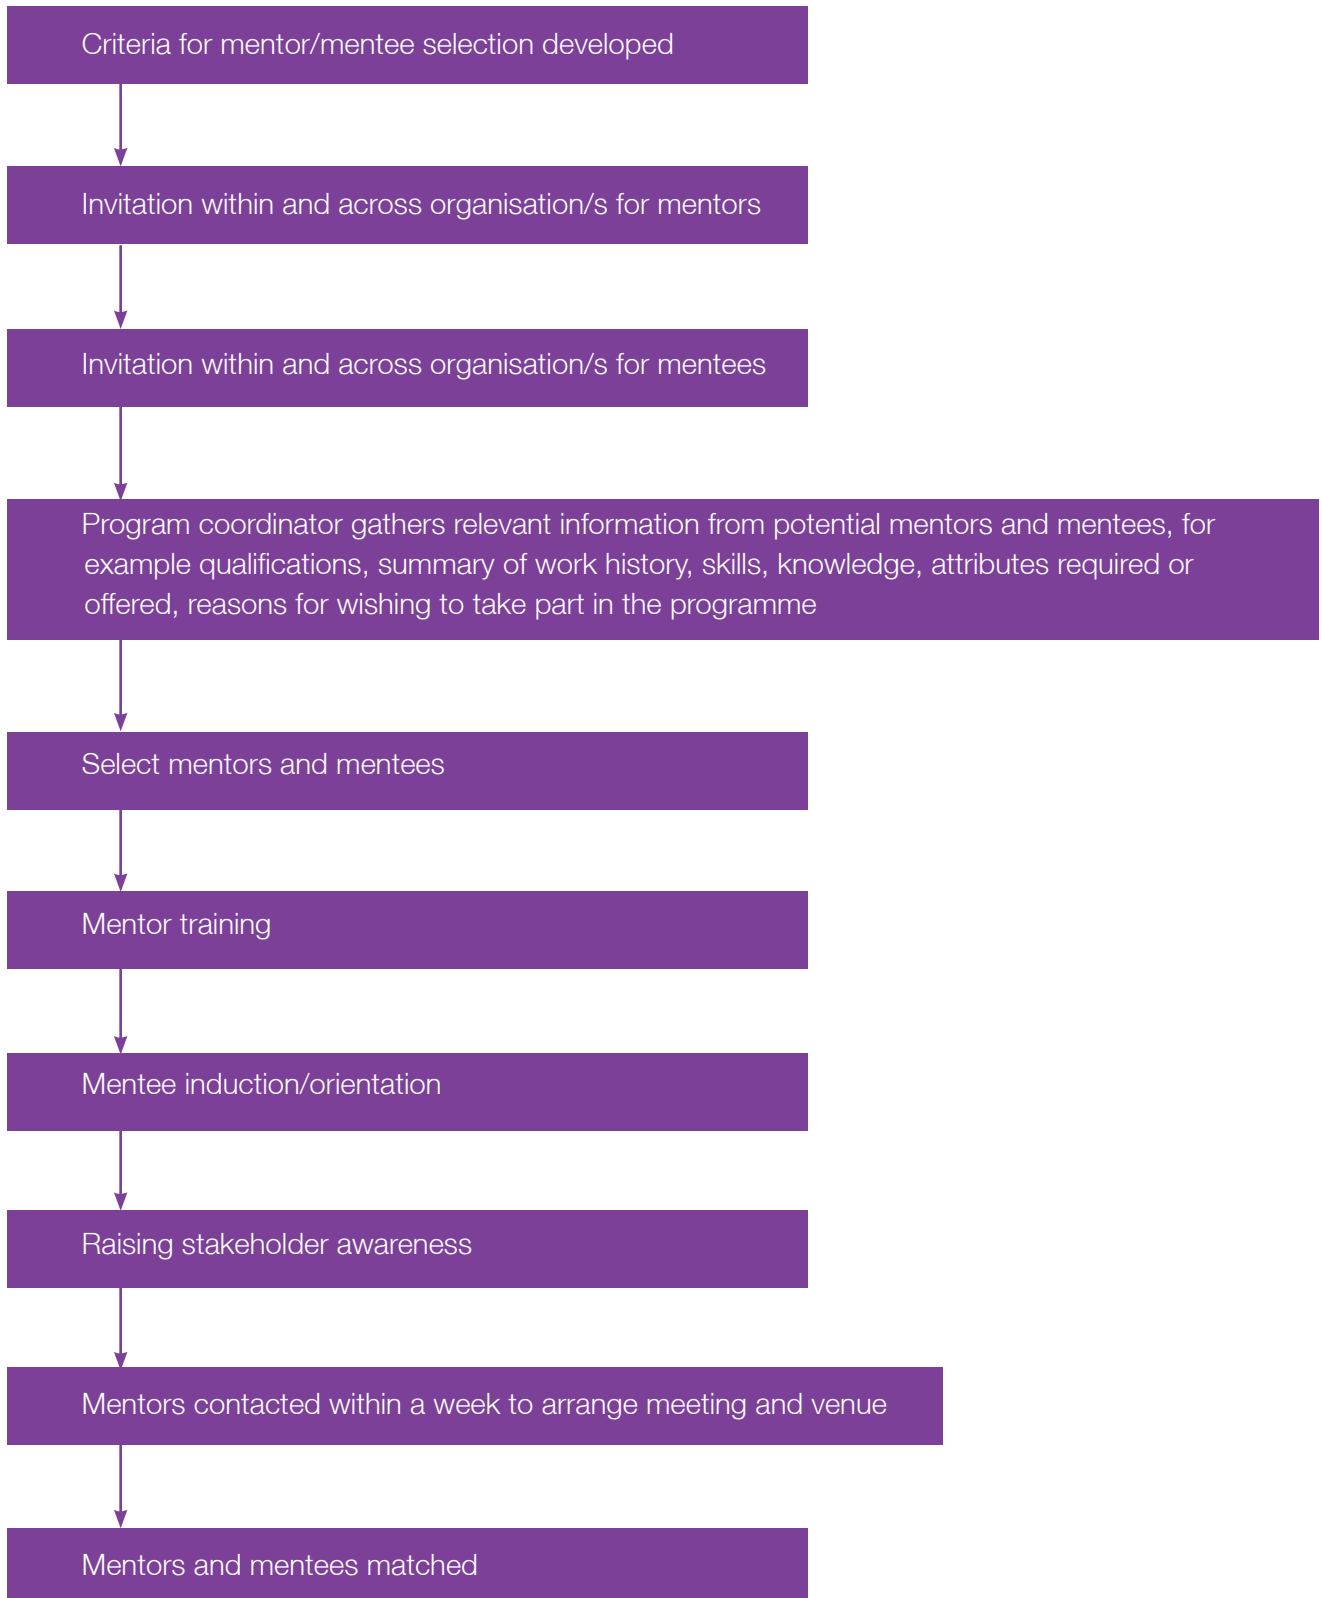 Criteria for mentor/mentee selection developed
Invitation within and across organisation/s for mentors
Invitation within and across organisation/s for mentees
Program coordinator gathers relevant information from potential mentors and mentees, for
example qualifications, summary of work history, skills, knowledge, attributes required or
offered, reasons for wishing to take part in the programme
Select mentors and mentees
Mentor training
Mentee induction/orientation
Raising stakeholder awareness
Mentors contacted within a week to arrange meeting and venue
Mentors and mentees matched